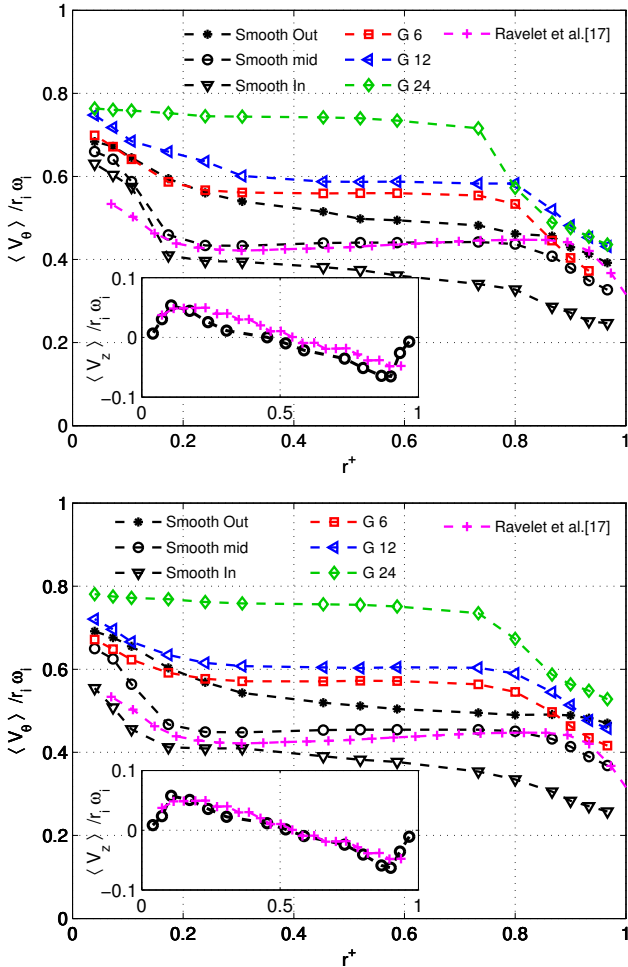 1
0.8
0.6
0.4
0.2
0
⟨ V_θ ⟩ /r_i ω_i
Smooth Out
Smooth mid
Smooth In
G 6
G 12
G 24
Ravelet et al.[17]
0.1
0
−0.1
⟨ V_z ⟩ /r_i ω_i
0 0.5 1
0 0.2 0.4 0.6 0.8 1
r^+
1
0.8
0.6
0.4
0.2
0
⟨ V_θ ⟩ /r_i ω_i
Smooth Out
Smooth mid
Smooth In
G 6
G 12
G 24
Ravelet et al.[17]
0.1
0
−0.1
⟨ V_z ⟩ /r_i ω_i
0 0.5 1
0 0.2 0.4 0.6 0.8 1
r^+